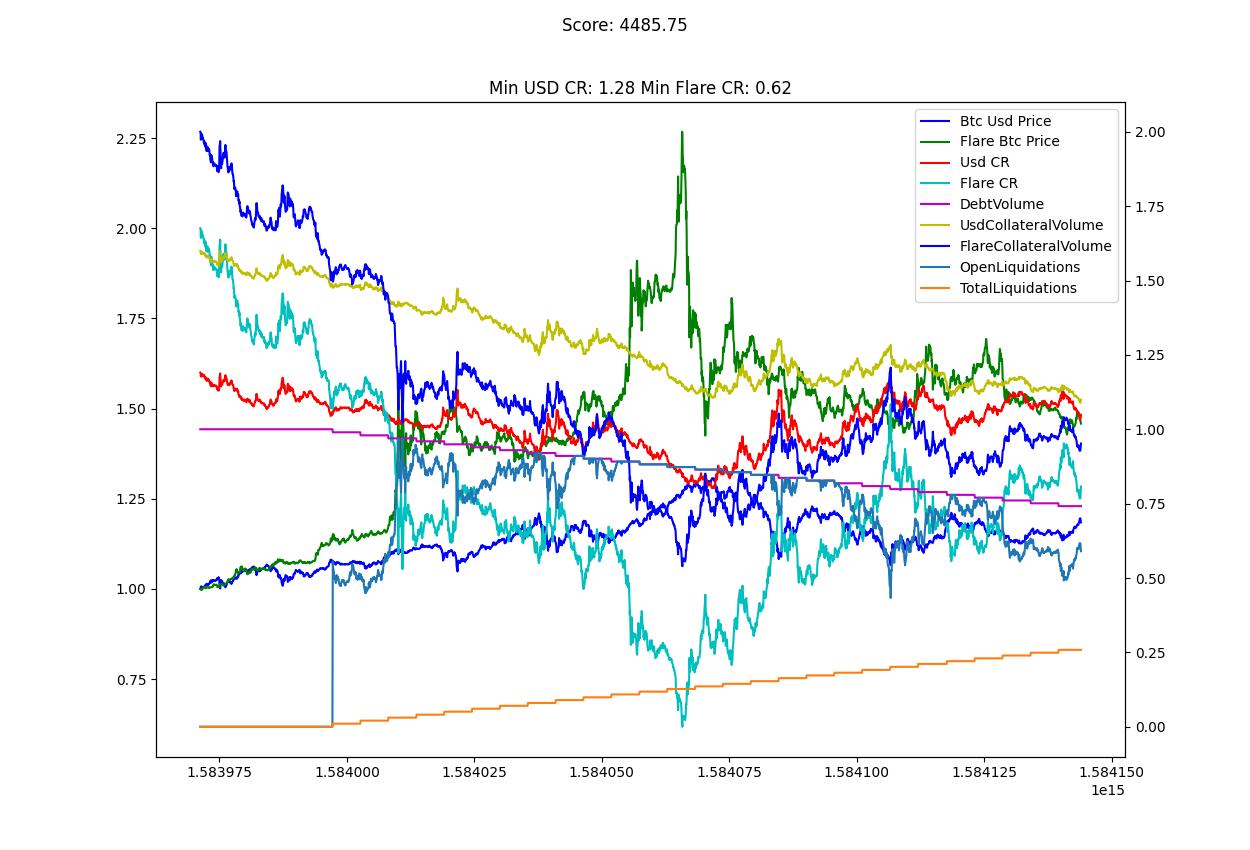 Score: 4485.75
Min USD CR: 1.28 Min Flare CR: 0.62
2.25
2.00
1.75
1.50
1.25
1.00
0.75
2.00
1.75
1.50
1.25
1.00
0.75
0.50
0.25
0.00
Btc Usd Price
Flare Btc Price
Usd CR
Flare CR
DebtVolume
UsdCollateralVolume
FlareCollateralVolume
OpenLiquidations
TotalLiquidations
1.583975 1.584000 1.584025 1.584050 1.584075 1.584100 1.584125 1.584150
1e15